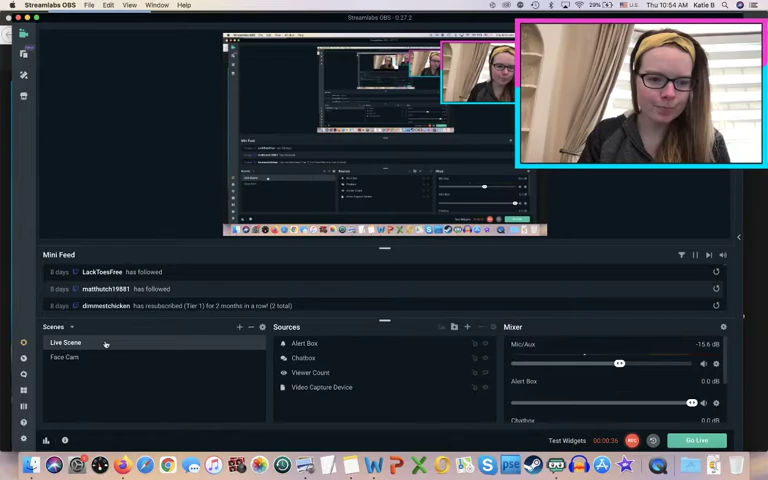 Streamlabs OBS File Edit View Window Help
29% U.S. Thu 10:54 AM Katie B
Streamlabs OBS 0.27.2
Mini Feed
8 days LackToesFree has followed
8 days matthutch19881 has followed
8 days dimmestchicken has resubscribed (Tier 1) for 2 months in a row! (2 total)
Scenes
Live Scene
Face Cam
Sources
Alert Box
Chatbox
Viewer Count
Video Capture Device
Mixer
Mic/Aux -15.6 dB
Alert Box 0.0 dB
Chatbox 0.0 dB
Test Widgets 00:00:36 REC Go Live